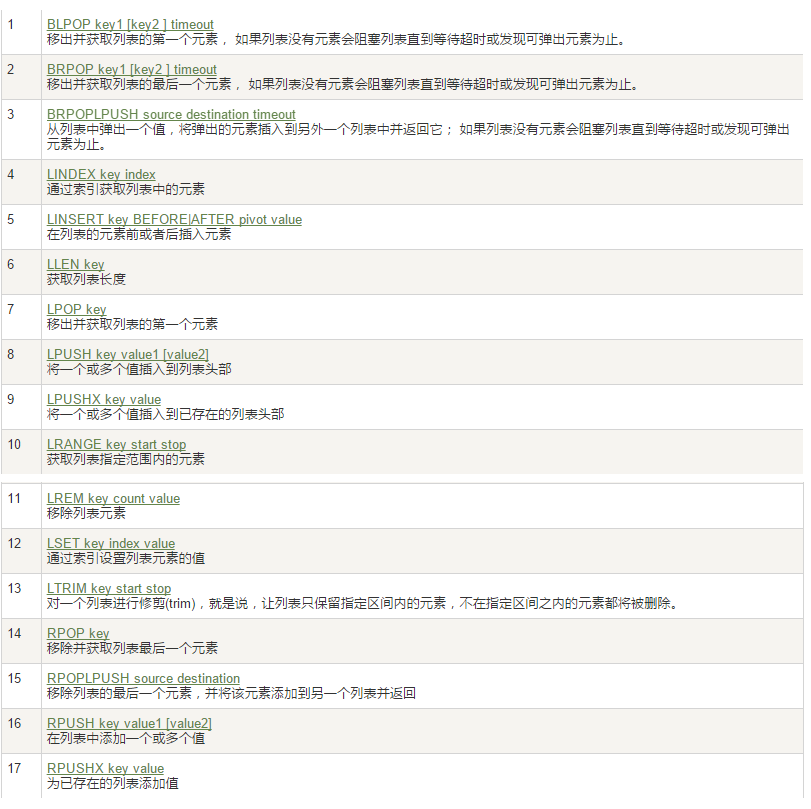 1
BLPOP key1 [key2 ] timeout
移出并获取列表的第一个元素， 如果列表没有元素会阻塞列表直到等待超时或发现可弹出元素为止。
2
BRPOP key1 [key2 ] timeout
移出并获取列表的最后一个元素， 如果列表没有元素会阻塞列表直到等待超时或发现可弹出元素为止。
3
BRPOPLPUSH source destination timeout
从列表中弹出一个值，将弹出的元素插入到另外一个列表中并返回它； 如果列表没有元素会阻塞列表直到等待超时或发现可弹出
元素为止。
4
LINDEX key index
通过索引获取列表中的元素
5
LINSERT key BEFORE|AFTER pivot value
在列表的元素前或者后插入元素
6
LLEN key
获取列表长度
7
LPOP key
移出并获取列表的第一个元素
8
LPUSH key value1 [value2]
将一个或多个值插入到列表头部
9
LPUSHX key value
将一个或多个值插入到已存在的列表头部
10
LRANGE key start stop
获取列表指定范围内的元素
11
LREM key count value
移除列表元素
12
LSET key index value
通过索引设置列表元素的值
13
LTRIM key start stop
对一个列表进行修剪(trim)，就是说，让列表只保留指定区间内的元素，不在指定区间之内的元素都将被删除。
14
RPOP key
移除并获取列表最后一个元素
15
RPOPLPUSH source destination
移除列表的最后一个元素，并将该元素添加到另一个列表并返回
16
RPUSH key value1 [value2]
在列表中添加一个或多个值
17
RPUSHX key value
为已存在的列表添加值